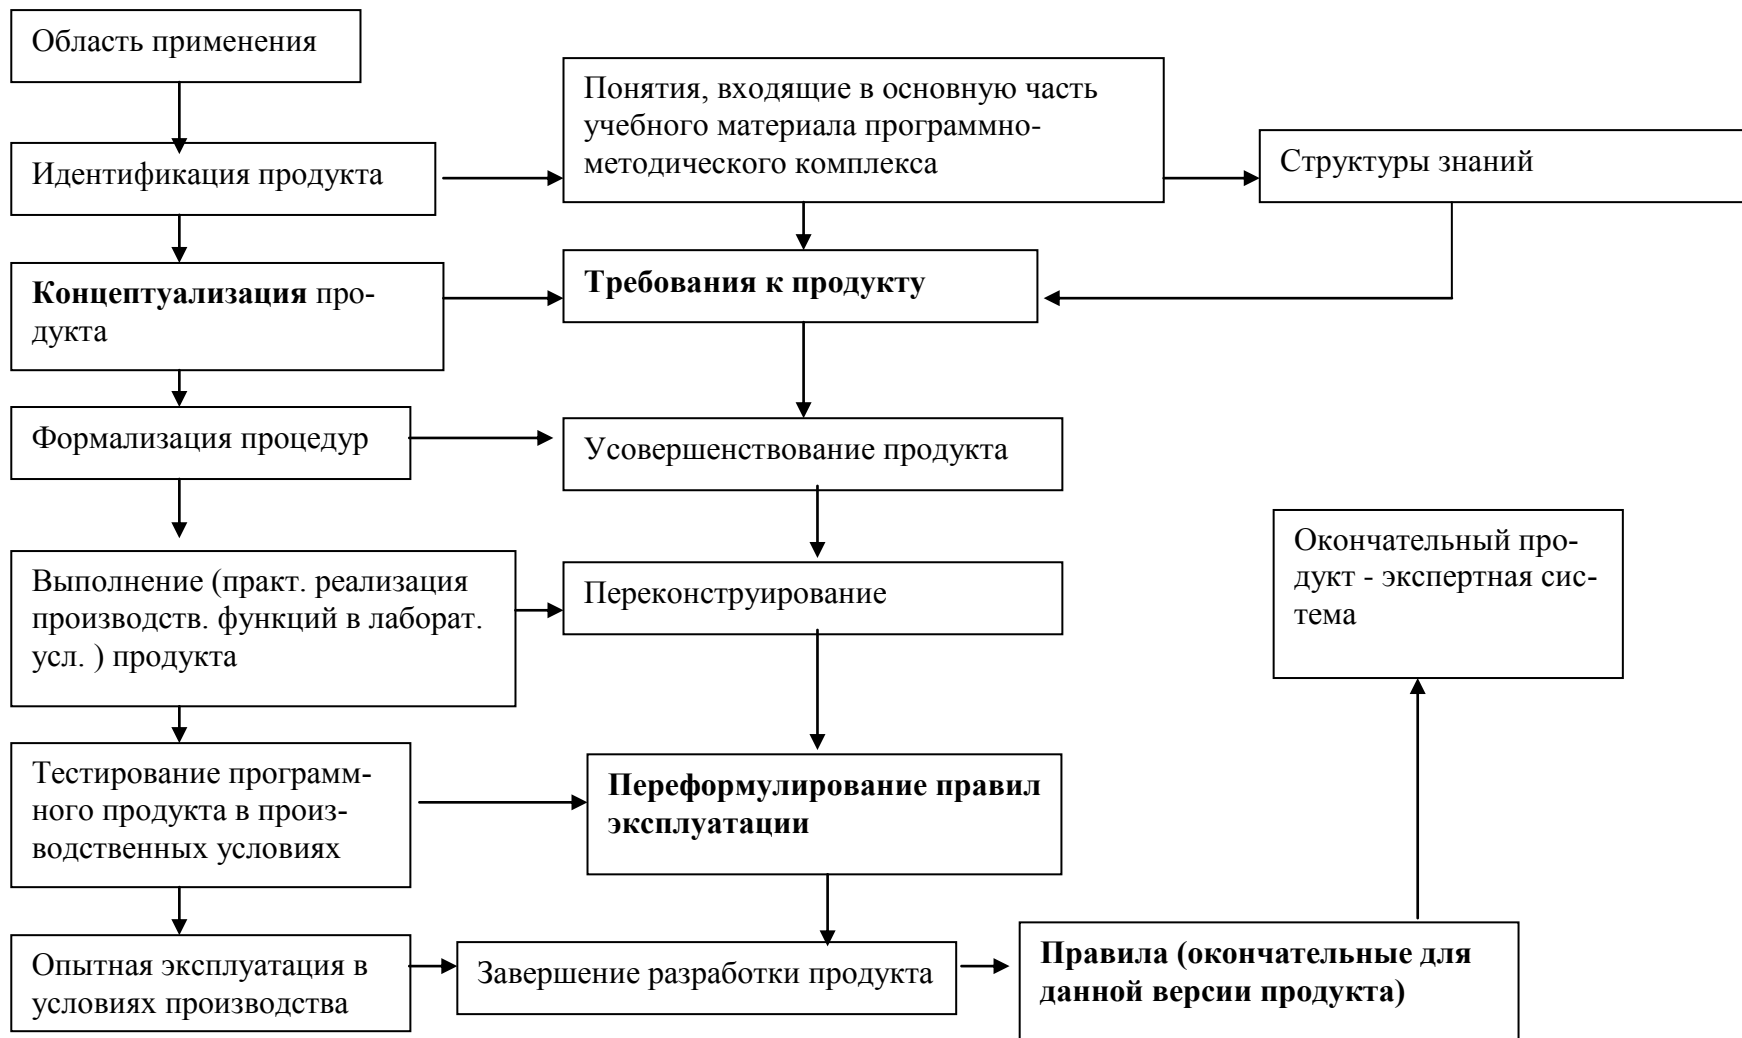 Область применения
Понятия, входящие в основную часть
учебного материала программно-
методического комплекса
Идентификация продукта
Структуры знаний
Концептуализация про-
дукта
Требования к продукту
Формализация процедур
Усовершенствование продукта
Выполнение (практ. реализация
производств. функций в лаборат.
усл. ) продукта
Переконструирование
Окончательный про-
дукт - экспертная сис-
тема
Тестирование программ-
ного продукта в произ-
водственных условиях
Переформулирование правил
эксплуатации
Опытная эксплуатация в
условиях производства
Завершение разработки продукта
Правила (окончательные для
данной версии продукта)